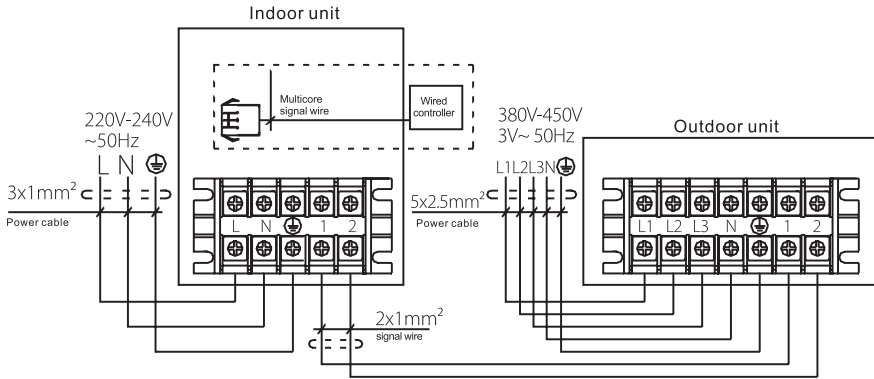 Indoor unit
Multicore
signal wire
Wired
controller
220V-240V
~50Hz
L N
3x1mm²
Power cable
L N 1 2
2x1mm²
signal wire
380V-450V
3V~ 50Hz
L1L2L3N
5x2.5mm²
Power cable
Outdoor unit
L1 L2 L3 N 1 2